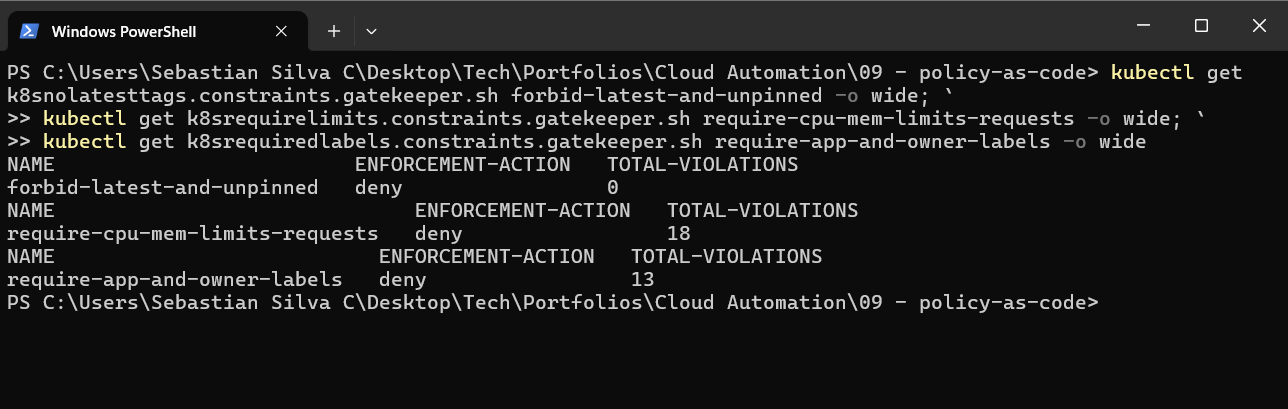 Windows PowerShell
PS C:\Users\Sebastian Silva C\Desktop\Tech\Portfolios\Cloud Automation\09 - policy-as-code> kubectl get
k8snolatesttags.constraints.gatekeeper.sh forbid-latest-and-unpinned -o wide; `
>> kubectl get k8srequirelimits.constraints.gatekeeper.sh require-cpu-mem-limits-requests -o wide; `
>> kubectl get k8srequiredlabels.constraints.gatekeeper.sh require-app-and-owner-labels -o wide
NAME                         ENFORCEMENT-ACTION   TOTAL-VIOLATIONS
forbid-latest-and-unpinned   deny                 0
NAME                              ENFORCEMENT-ACTION   TOTAL-VIOLATIONS
require-cpu-mem-limits-requests   deny                 18
NAME                           ENFORCEMENT-ACTION   TOTAL-VIOLATIONS
require-app-and-owner-labels   deny                 13
PS C:\Users\Sebastian Silva C\Desktop\Tech\Portfolios\Cloud Automation\09 - policy-as-code>